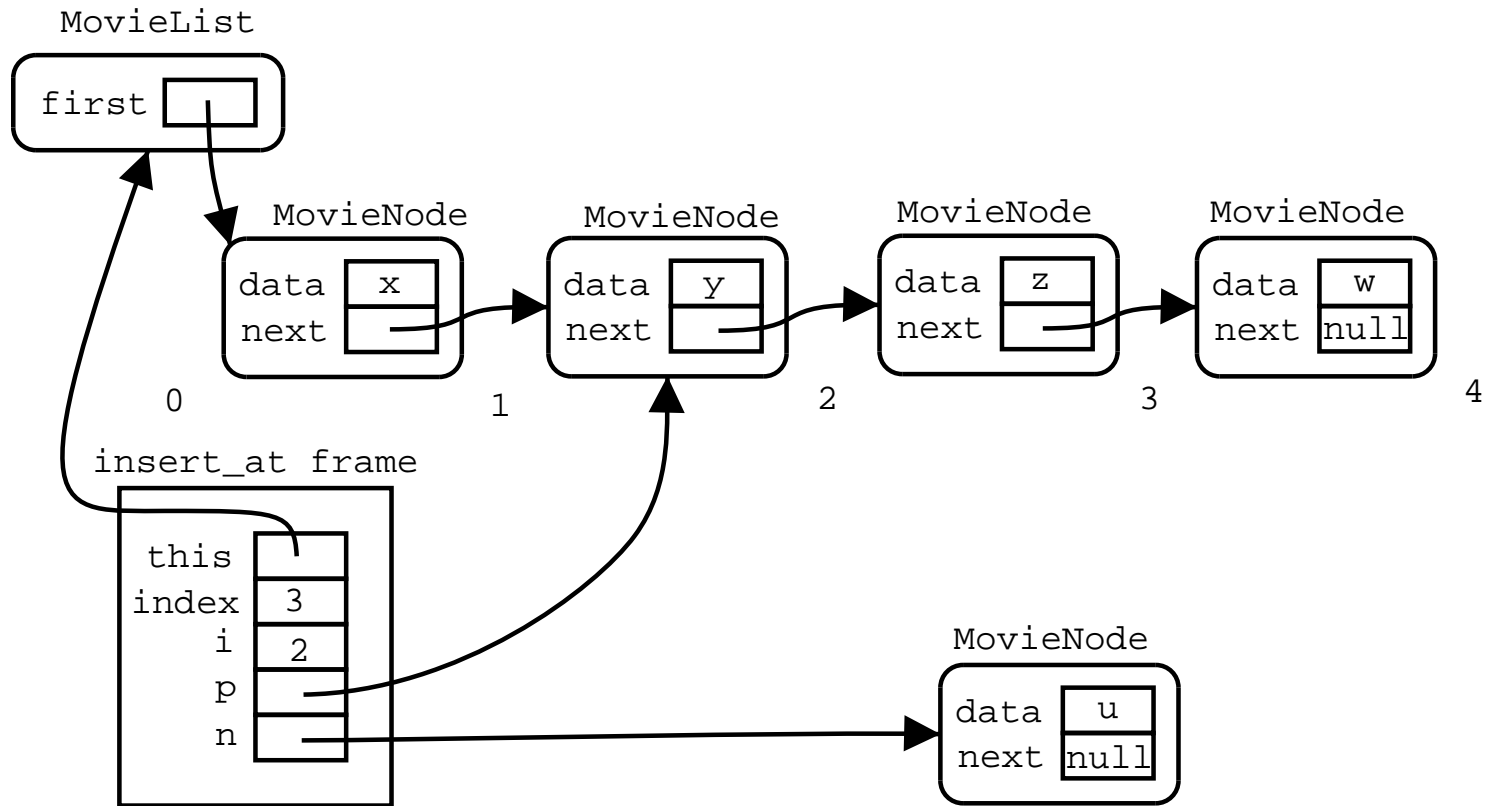 MovieList
first
MovieNode MovieNode MovieNode MovieNode
data x data y data z data w
next next next next null
0 1 2 3 4
insert_at frame
this
index 3
i 2
p
n
MovieNode
data u
next null